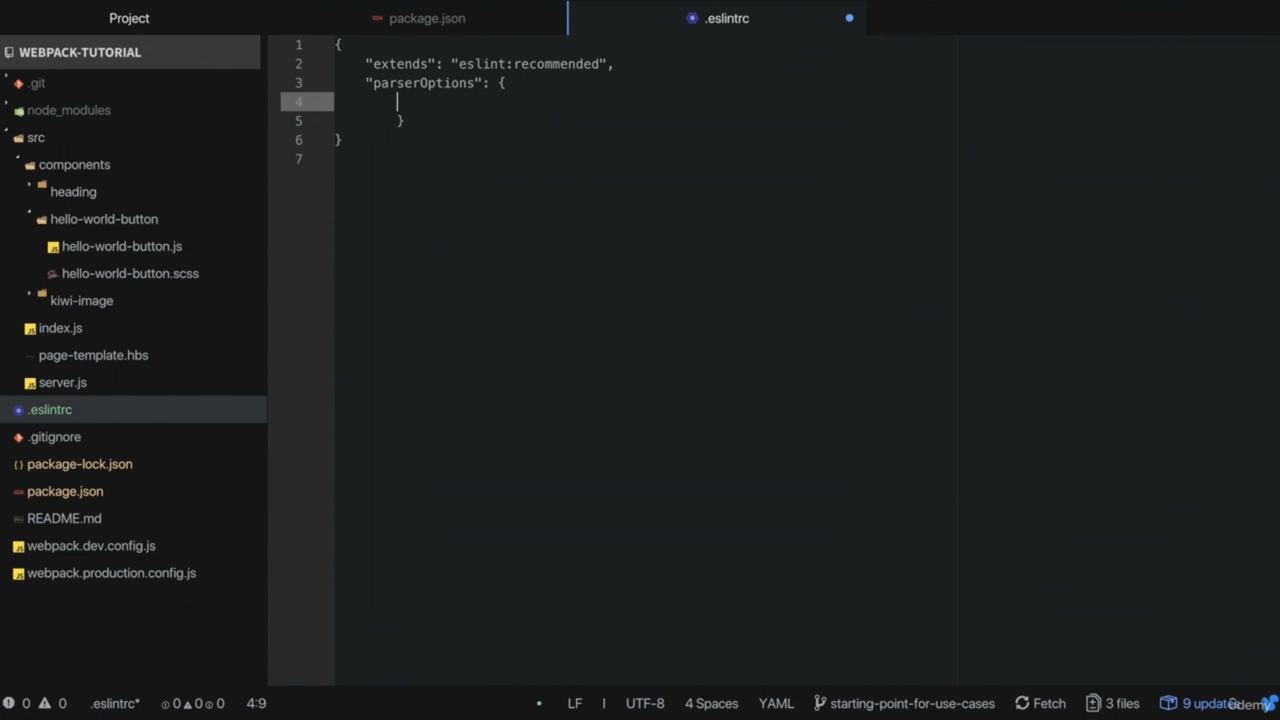 Project
package.json
.eslintrc
WEBPACK-TUTORIAL
.git
node_modules
src
components
heading
hello-world-button
hello-world-button.js
hello-world-button.scss
kiwi-image
index.js
page-template.hbs
server.js
.eslintrc
.gitignore
package-lock.json
package.json
README.md
webpack.dev.config.js
webpack.production.config.js
1 {
2 "extends": "eslint:recommended",
3 "parserOptions": {
4
5 }
6 }
7
0 0 .eslintrc* 0 0 0 4:9
LF I UTF-8 4 Spaces YAML starting-point-for-use-cases Fetch 3 files 9 updates
Udemy